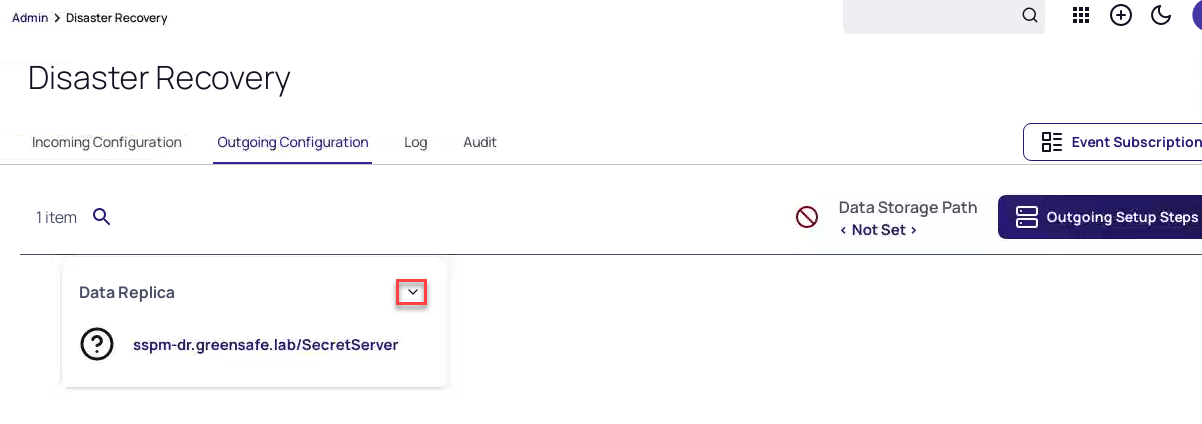 Admin > Disaster Recovery
Disaster Recovery
Incoming Configuration
Outgoing Configuration
Log
Audit
Event Subscription
1 item
Data Storage Path
< Not Set >
Outgoing Setup Steps
Data Replica
sspm-dr.greensafe.lab/SecretServer